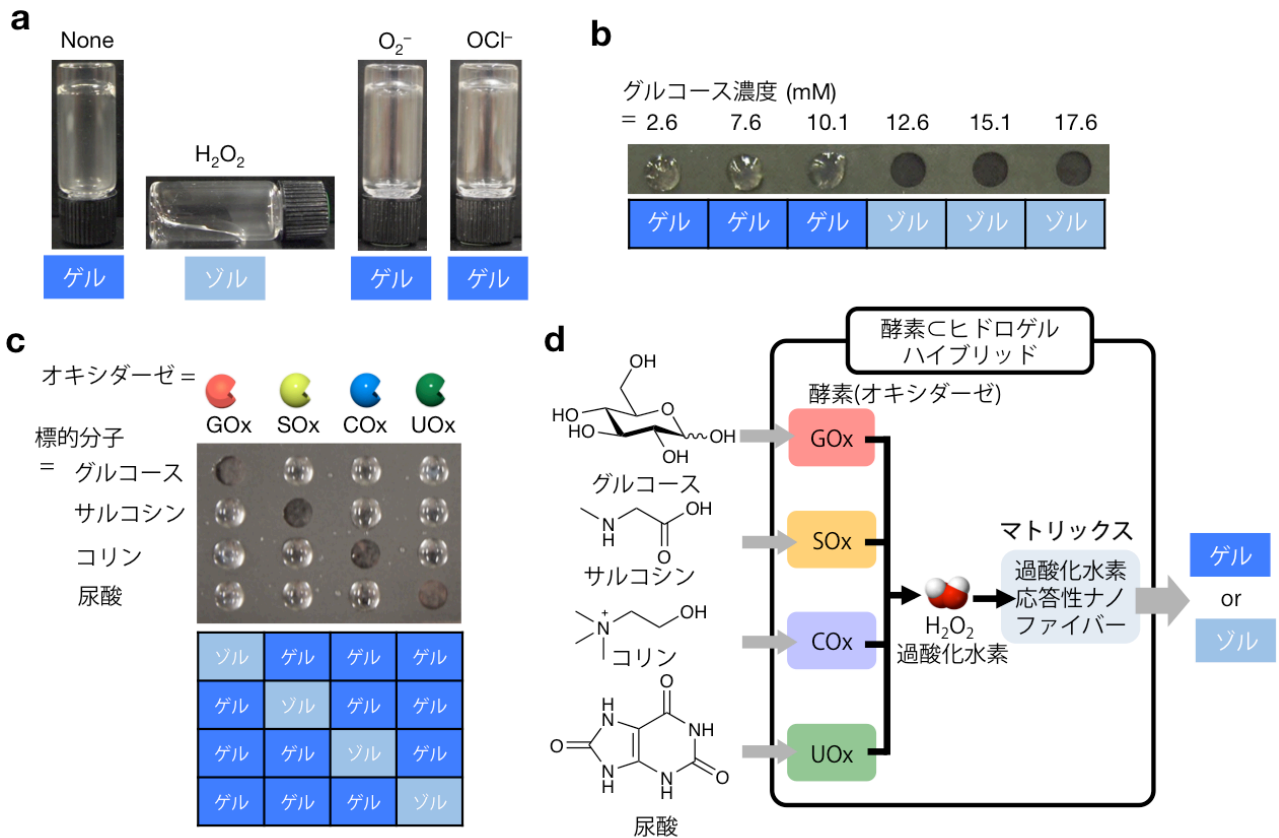 a
None
H₂O₂
O₂⁻
OCl⁻
ゲル
ゾル
ゲル
ゲル
b
グルコース濃度 (mM)
= 2.6 7.6 10.1 12.6 15.1 17.6
ゲル ゲル ゲル ゾル ゾル ゾル
c
オキシダーゼ =
GOx SOx COx UOx
標的分子
= グルコース
サルコシン
コリン
尿酸
ゾル ゲル ゲル ゲル
ゲル ゾル ゲル ゲル
ゲル ゲル ゾル ゲル
ゲル ゲル ゲル ゾル
d
酵素⊂ヒドロゲル
ハイブリッド
酵素(オキシダーゼ)
OH
HO
O
HO
OH
OH
グルコース
GOx
N
H
OH
O
サルコシン
SOx
N⁺
OH
コリン
COx
O
H
N
NH
O
N
H
N
H
O
尿酸
UOx
H₂O₂
過酸化水素
マトリックス
過酸化水素
応答性ナノ
ファイバー
ゲル
or
ゾル